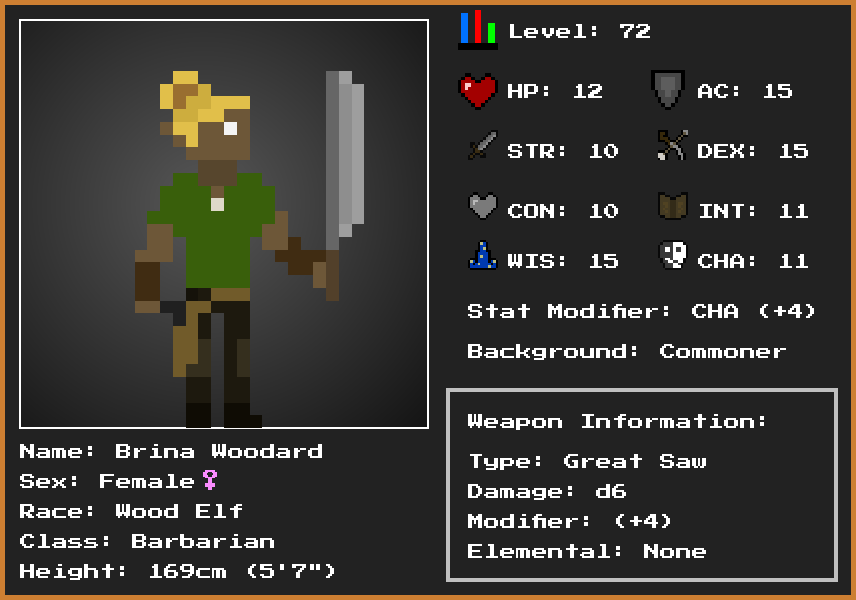 Level: 72
HP: 12
AC: 15
STR: 10
DEX: 15
CON: 10
INT: 11
WIS: 15
CHA: 11
Stat Modifier: CHA (+4)
Background: Commoner
Weapon Information:
Type: Great Saw
Damage: d6
Modifier: (+4)
Elemental: None
Name: Brina Woodard
Sex: Female♀
Race: Wood Elf
Class: Barbarian
Height: 169cm (5'7")